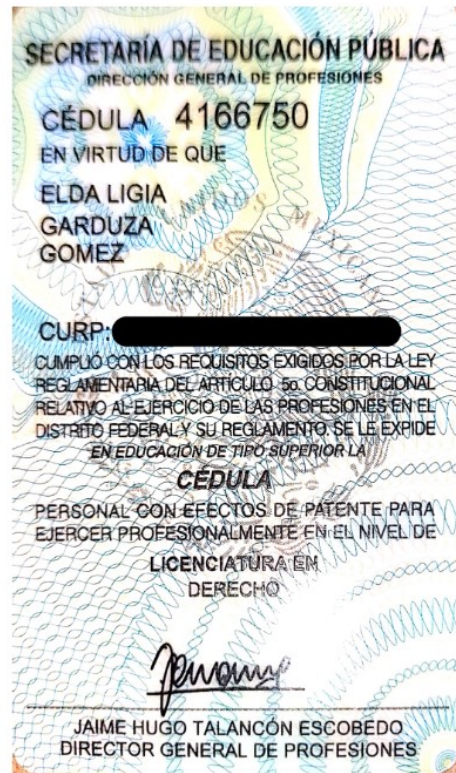 SECRETARÍA DE EDUCACIÓN PÚBLICA
DIRECCIÓN GENERAL DE PROFESIONES
CÉDULA 4166750
EN VIRTUD DE QUE
ELDA LIGIA
GARDUZA
GOMEZ
CURP:
CUMPLIÓ CON LOS REQUISITOS EXIGIDOS POR LA LEY
REGLAMENTARIA DEL ARTÍCULO 5o. CONSTITUCIONAL
RELATIVO AL EJERCICIO DE LAS PROFESIONES EN EL
DISTRITO FEDERAL Y SU REGLAMENTO, SE LE EXPIDE
EN EDUCACIÓN DE TIPO SUPERIOR LA
CÉDULA
PERSONAL CON EFECTOS DE PATENTE PARA
EJERCER PROFESIONALMENTE EN EL NIVEL DE
LICENCIATURA EN
DERECHO
JAIME HUGO TALANCÓN ESCOBEDO
DIRECTOR GENERAL DE PROFESIONES